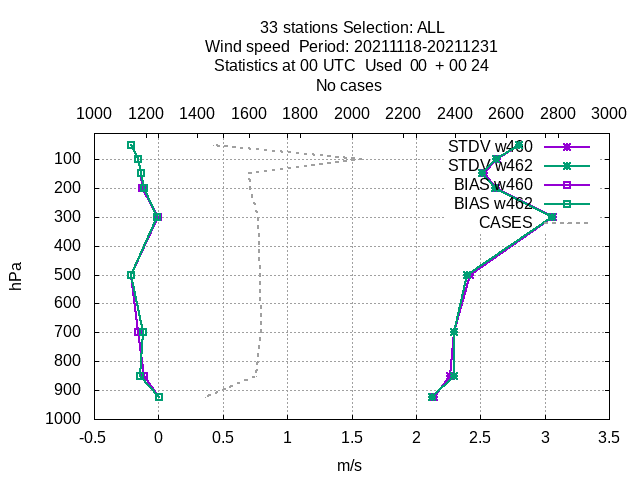 33 stations Selection: ALL
Wind speed  Period: 20211118-20211231
Statistics at 00 UTC  Used  00  + 00 24
No cases
1000 1200 1400 1600 1800 2000 2200 2400 2600 2800 3000
STDV w460
STDV w462
BIAS w460
BIAS w462
CASES
100
200
300
400
500
600
700
800
900
1000
hPa
-0.5 0 0.5 1 1.5 2 2.5 3 3.5
m/s